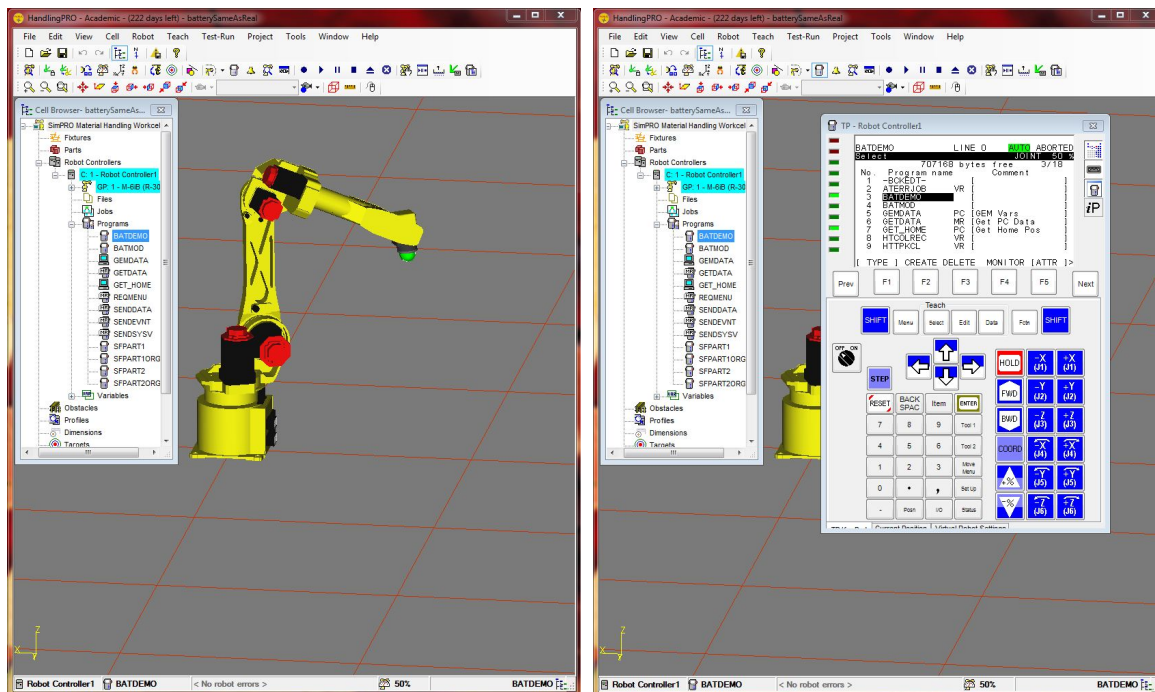 HandlingPRO - Academic - (222 days left) - batterySameAsReal
File Edit View Cell Robot Teach Test-Run Project Tools Window Help
Cell Browser- batterySameAs...
SimPRO Material Handling Workcel
Fixtures
Parts
Robot Controllers
C: 1 - Robot Controller1
GP: 1 - M-6iB (R-30
Files
Jobs
Programs
BATDEMO
BATMOD
GEMDATA
GETDATA
GET_HOME
REQMENU
SENDDATA
SENDEVNT
SENDSYSV
SFPART1
SFPART1ORG
SFPART2
SFPART2ORG
Variables
Obstacles
Profiles
Dimensions
Targets
Z
X
Y
Robot Controller1 BATDEMO < No robot errors > 50% BATDEMO
HandlingPRO - Academic - (222 days left) - batterySameAsReal
File Edit View Cell Robot Teach Test-Run Project Tools Window Help
Cell Browser- batterySameAs...
SimPRO Material Handling Workcel
Fixtures
Parts
Robot Controllers
C: 1 - Robot Controller1
GP: 1 - M-6iB (R-30
Files
Jobs
Programs
BATDEMO
BATMOD
GEMDATA
GETDATA
GET_HOME
REQMENU
SENDDATA
SENDEVNT
SENDSYSV
SFPART1
SFPART1ORG
SFPART2
SFPART2ORG
Variables
Obstacles
Profiles
Dimensions
Targets
TP - Robot Controller1
BATDEMO LINE 0 AUTO ABORTED
Select JOINT 50 %
707168 bytes free 3/18
No. Program name Comment
1 -BCKEDT- [ ]
2 ATERRJOB VR [ ]
3 BATDEMO [ ]
4 BATMOD [ ]
5 GEMDATA PC [GEM Vars ]
6 GETDATA MR [Get PC Data ]
7 GET_HOME PC [Get Home Pos ]
8 HTCOLREC VR [ ]
9 HTTPKCL VR [ ]
[ TYPE ] CREATE DELETE MONITOR [ATTR ]>
iP
Prev F1 F2 F3 F4 F5 Next
Teach
SHIFT Menu Select Edit Data Fctn SHIFT
OFF ON
STEP
HOLD -X (J1) +X (J1)
FWD -Y (J2) +Y (J2)
RESET BACK SPAC Item ENTER
7 8 9 Tool 1
BWD -Z (J3) +Z (J3)
4 5 6 Tool 2
COORD -X (J4) +X (J4)
1 2 3 Move Menu
+% -Y (J5) +Y (J5)
0 . , Set Up
-% -Z (J6) +Z (J6)
- Posn I/O Status
Current Position Virtual Robot Settings
Z
X
Y
Robot Controller1 BATDEMO < No robot errors > 50% BATDEMO